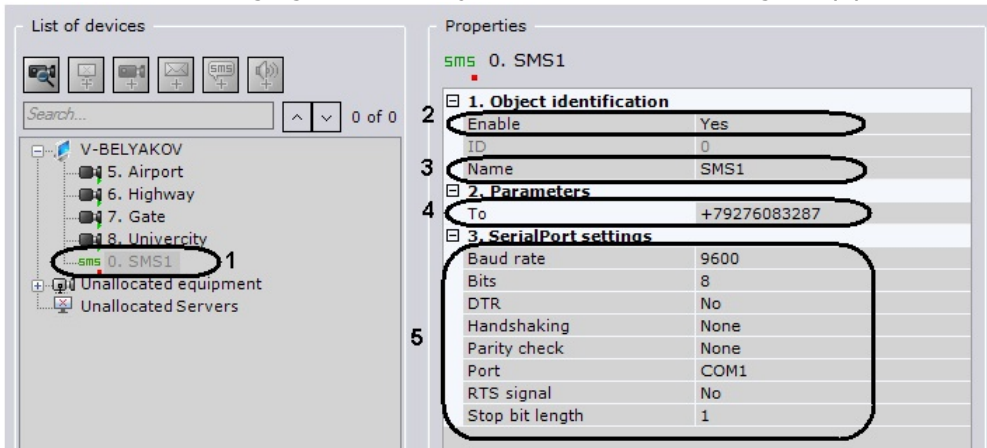 List of devices
Search...
0 of 0
V-BELYAKOV
5. Airport
6. Highway
7. Gate
8. Univercity
sms 0. SMS1 1
Unallocated equipment
Unallocated Servers
Properties
sms 0. SMS1
1. Object identification
2 Enable Yes
ID 0
3 Name SMS1
2. Parameters
4 To +79276083287
3. SerialPort settings
Baud rate 9600
Bits 8
DTR No
Handshaking None
5
Parity check None
Port COM1
RTS signal No
Stop bit length 1